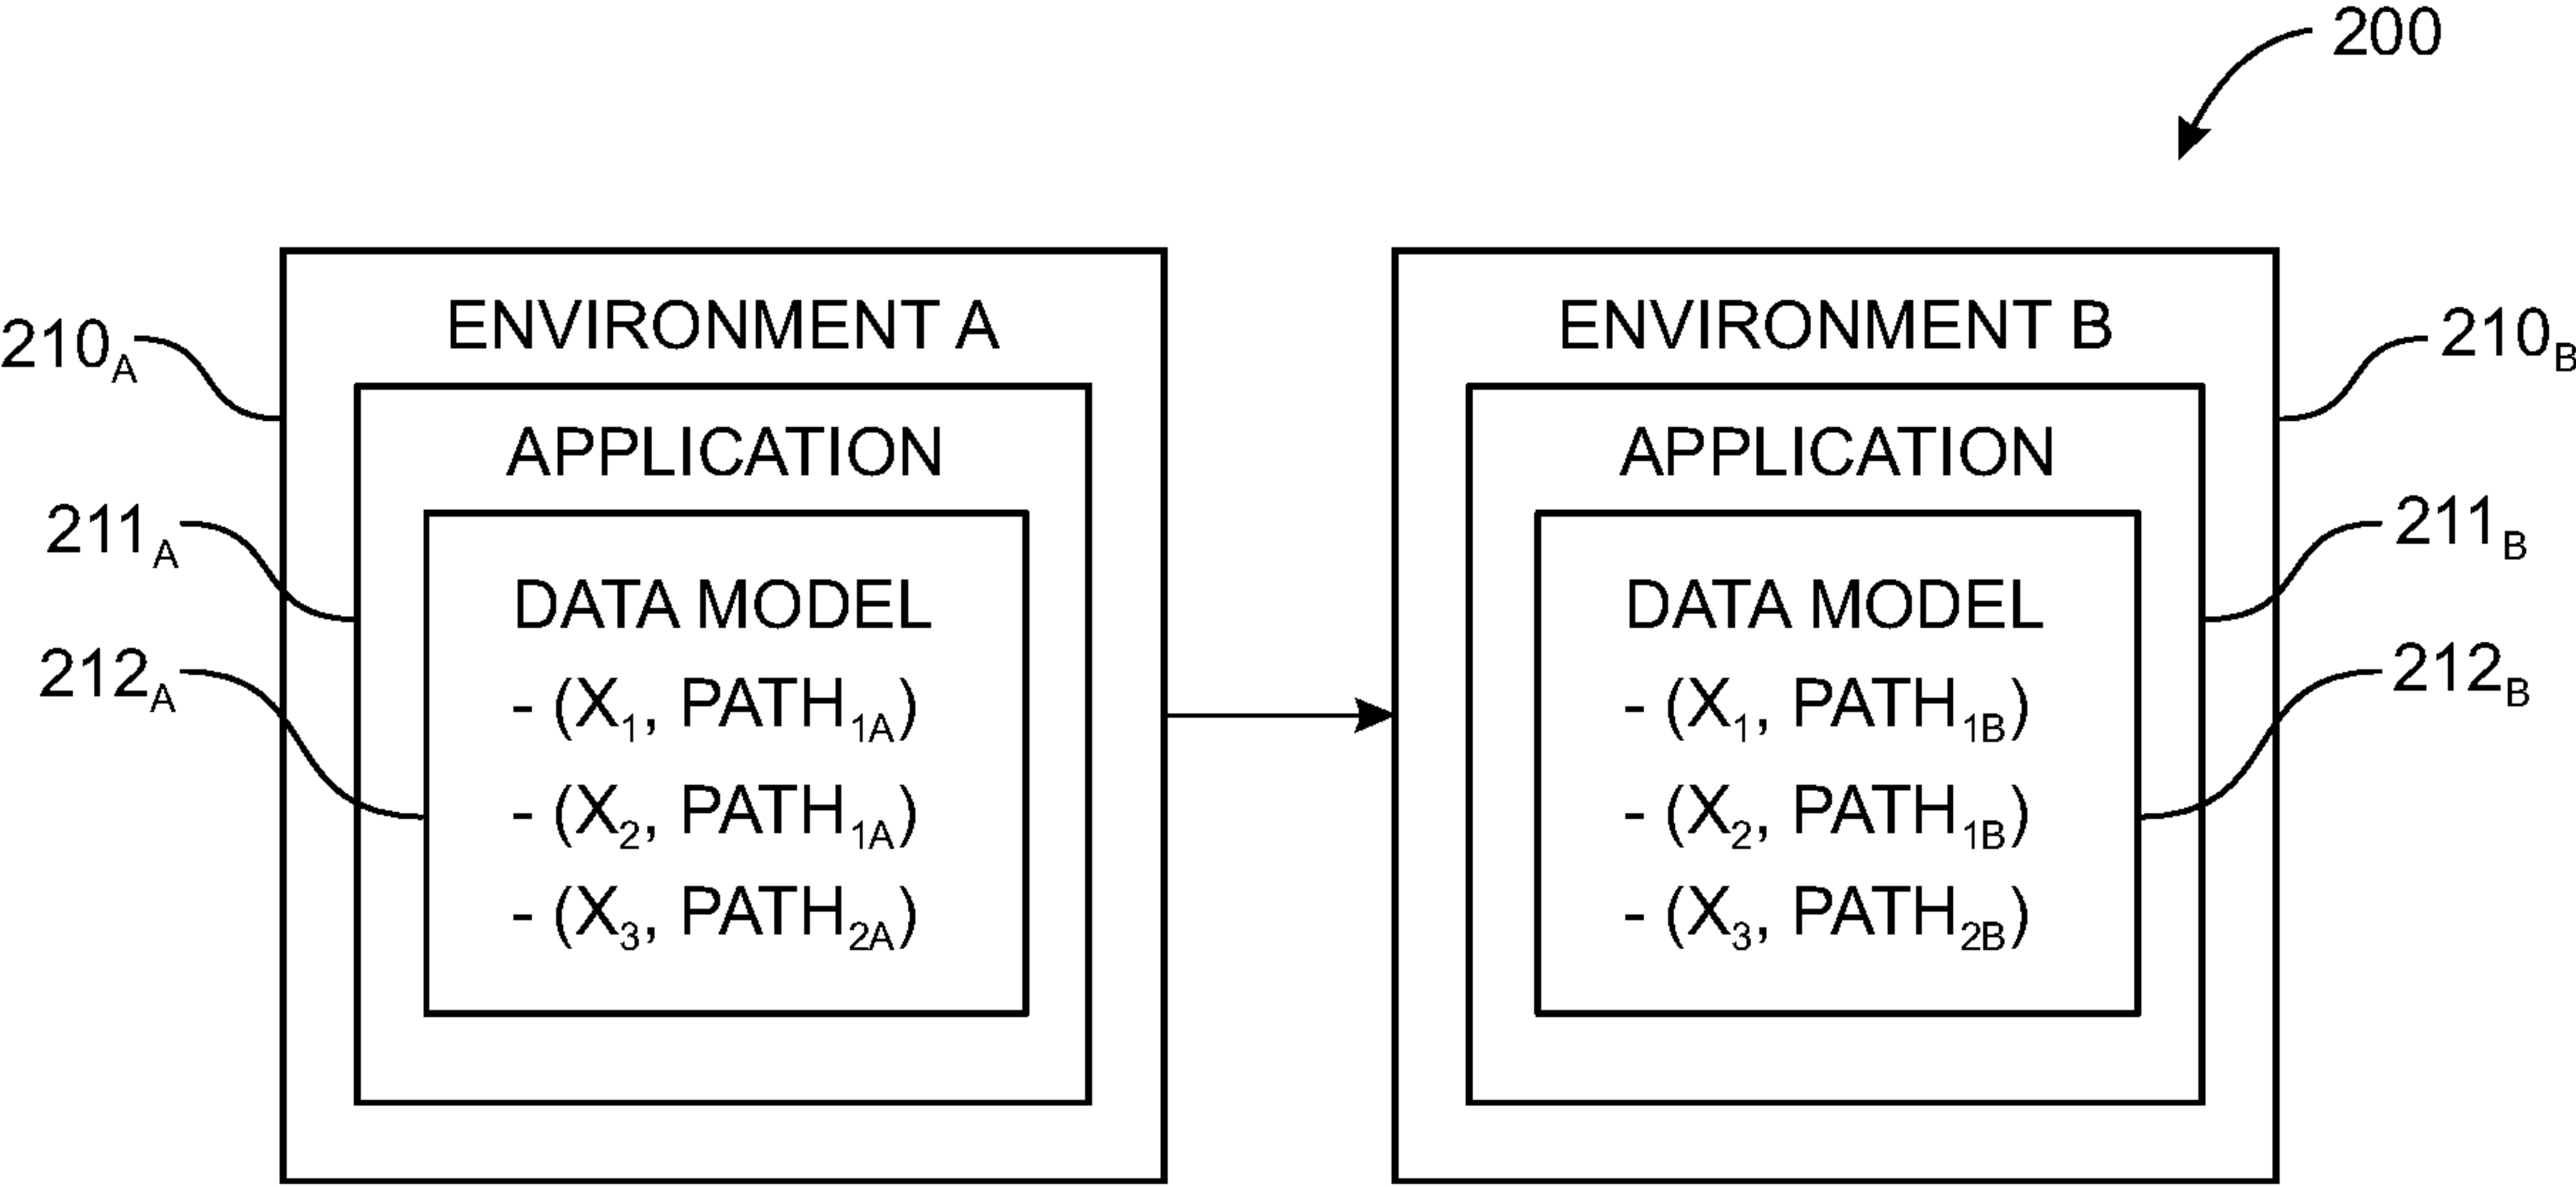 200
ENVIRONMENT A
210A
APPLICATION
211A
DATA MODEL
212A
- (X1, PATH1A)
- (X2, PATH1A)
- (X3, PATH2A)
ENVIRONMENT B
210B
APPLICATION
211B
DATA MODEL
212B
- (X1, PATH1B)
- (X2, PATH1B)
- (X3, PATH2B)